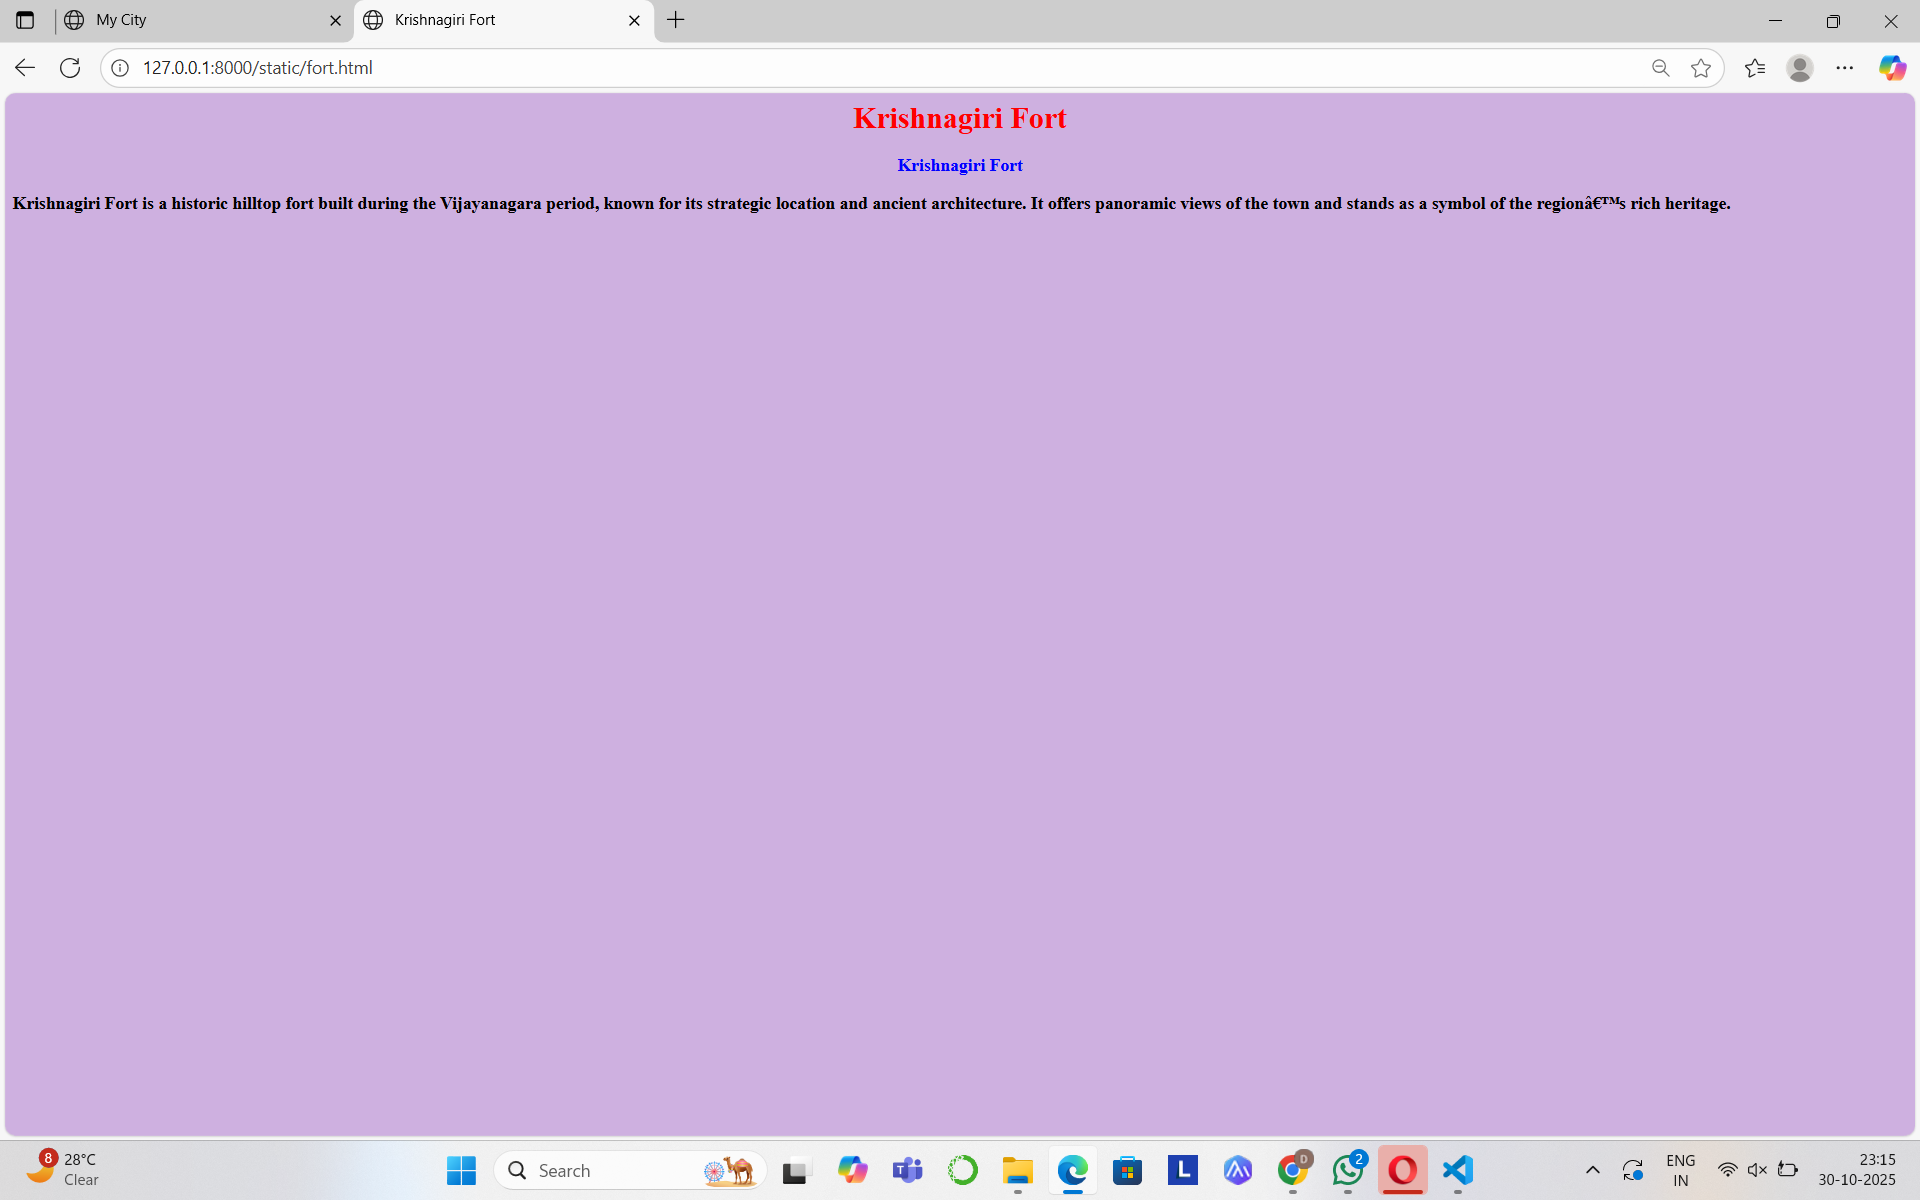 My City
Krishnagiri Fort
127.0.0.1:8000/static/fort.html
Krishnagiri Fort
Krishnagiri Fort
Krishnagiri Fort is a historic hilltop fort built during the Vijayanagara period, known for its strategic location and ancient architecture. It offers panoramic views of the town and stands as a symbol of the regionâ€™s rich heritage.
8
28°C
Clear
Search
T
L
D
2
ENG
IN
23:15
30-10-2025